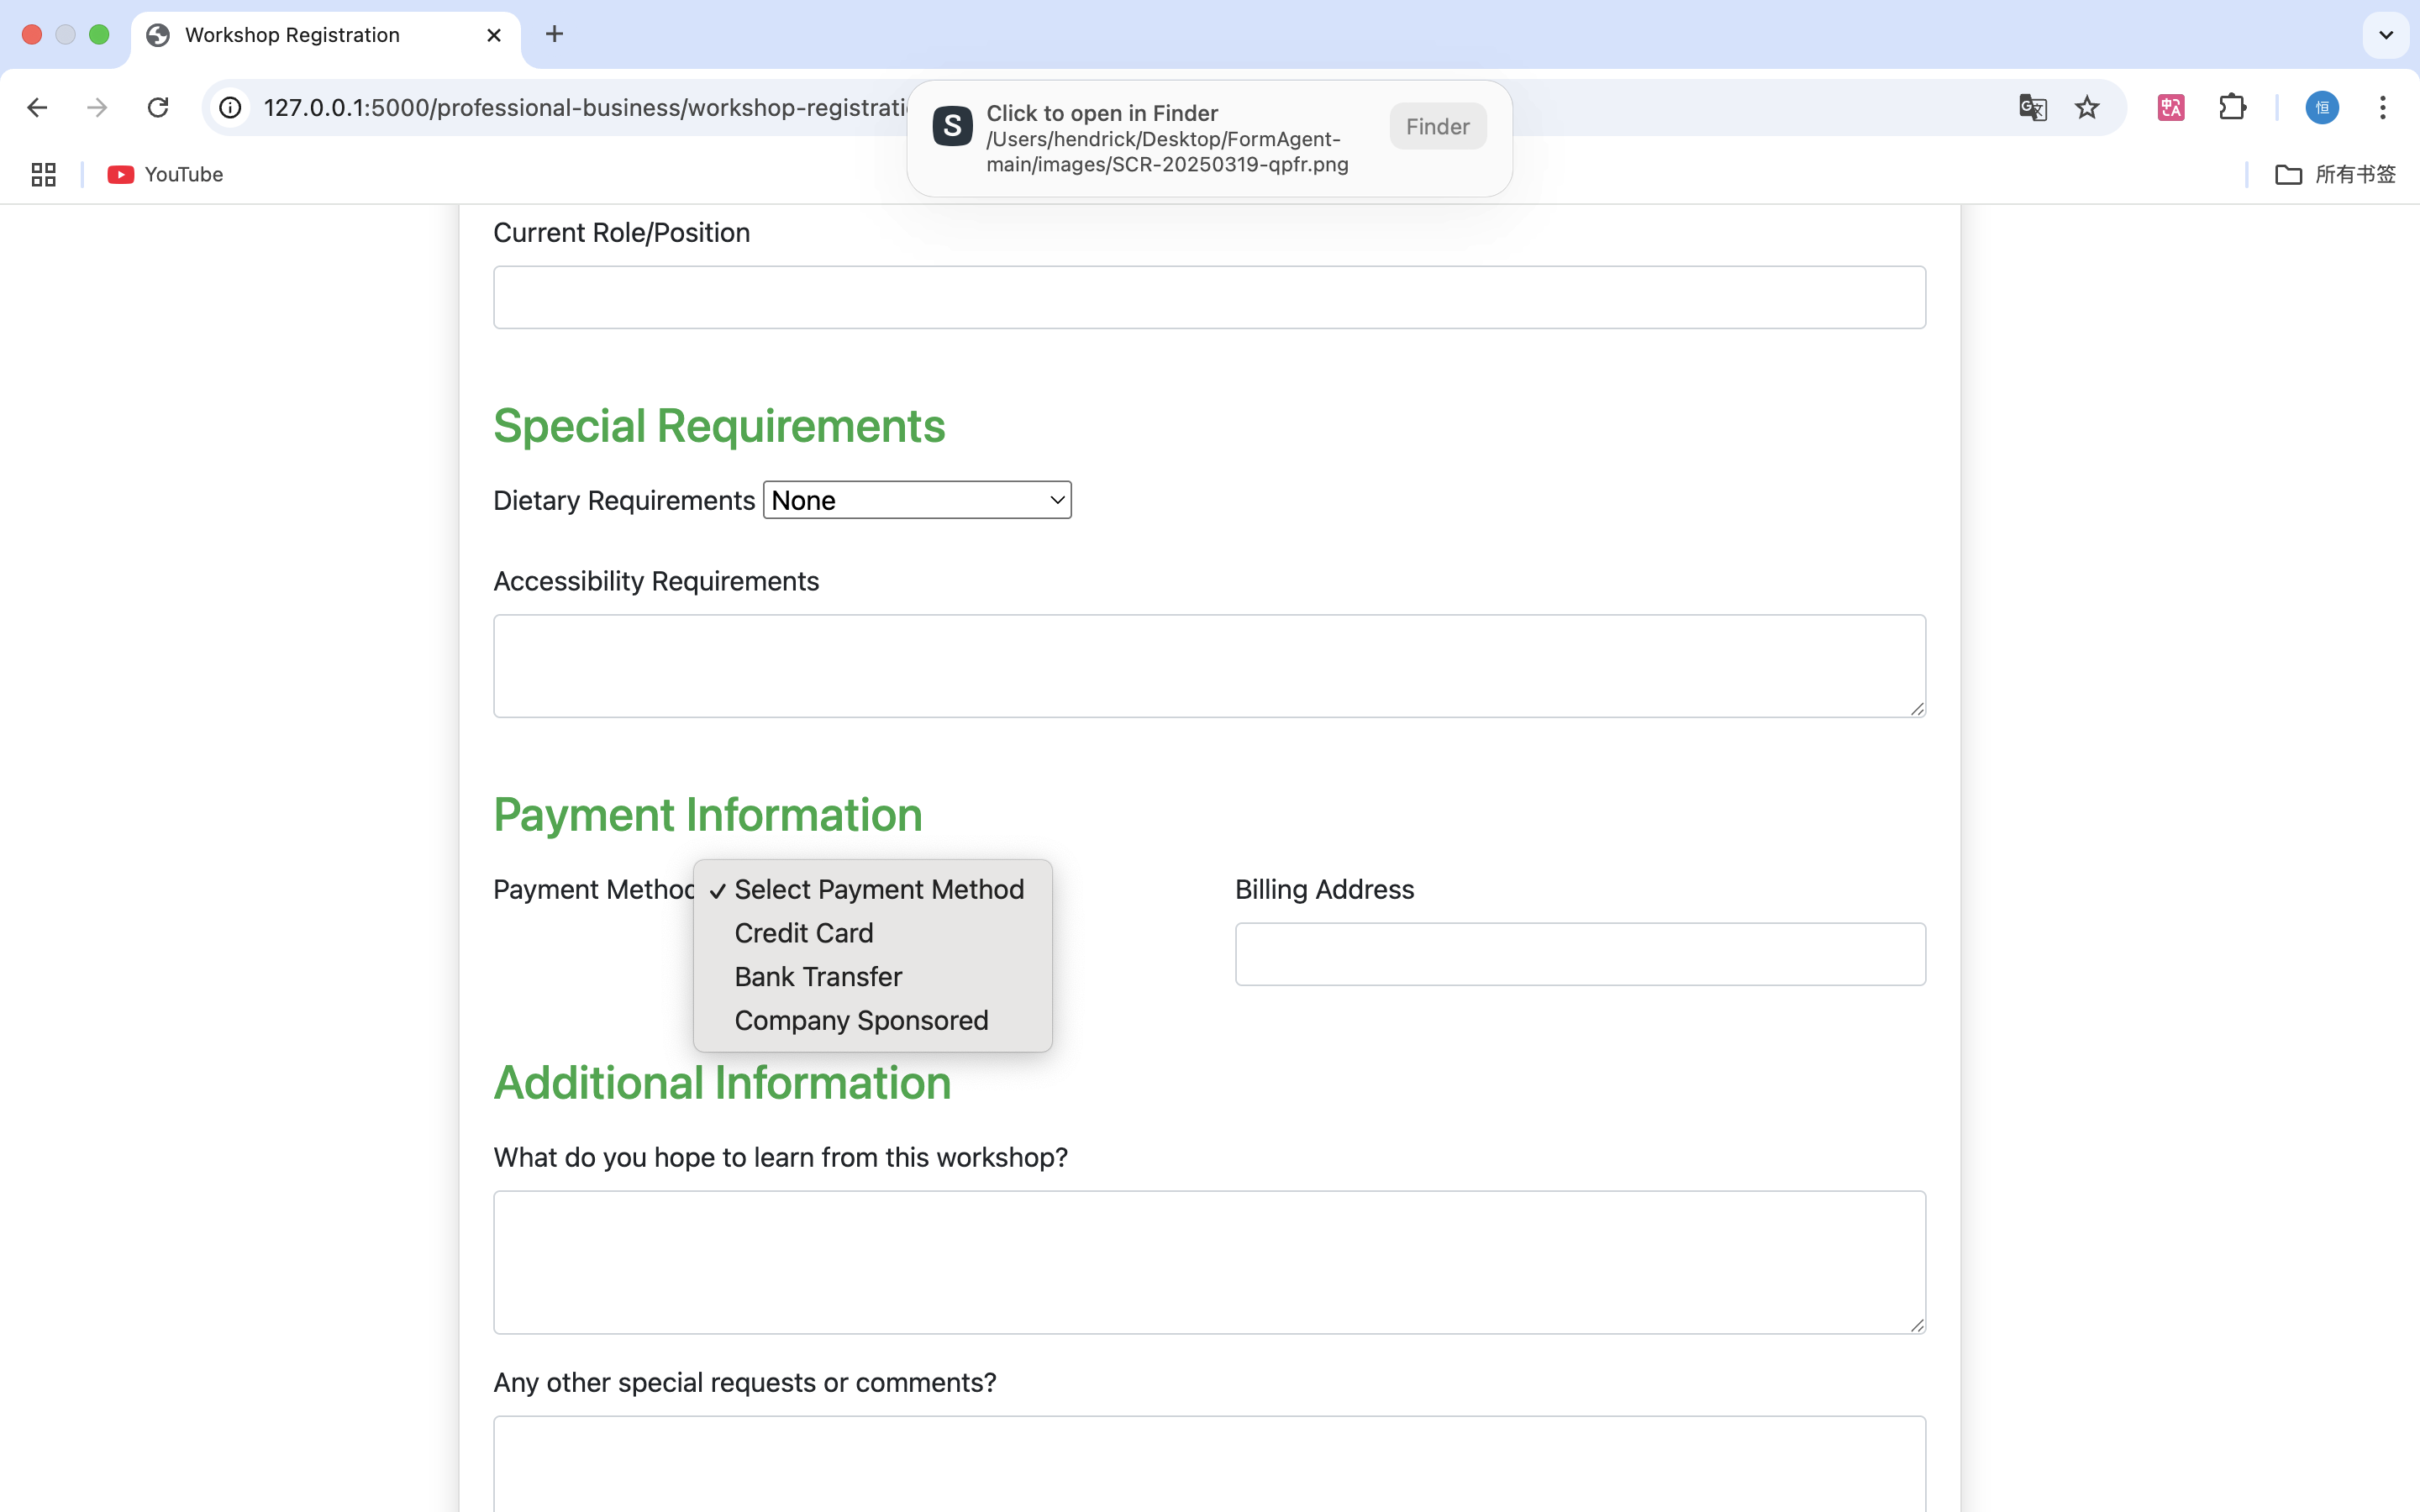 Workshop Registration
127.0.0.1:5000/professional-business/workshop-registrati
Click to open in Finder
/Users/hendrick/Desktop/FormAgent-
main/images/SCR-20250319-qpfr.png
Finder
恒
YouTube
所有书签
Current Role/Position
Special Requirements
Dietary Requirements None
Accessibility Requirements
Payment Information
Payment Method
Select Payment Method
Credit Card
Bank Transfer
Company Sponsored
Billing Address
Additional Information
What do you hope to learn from this workshop?
Any other special requests or comments?